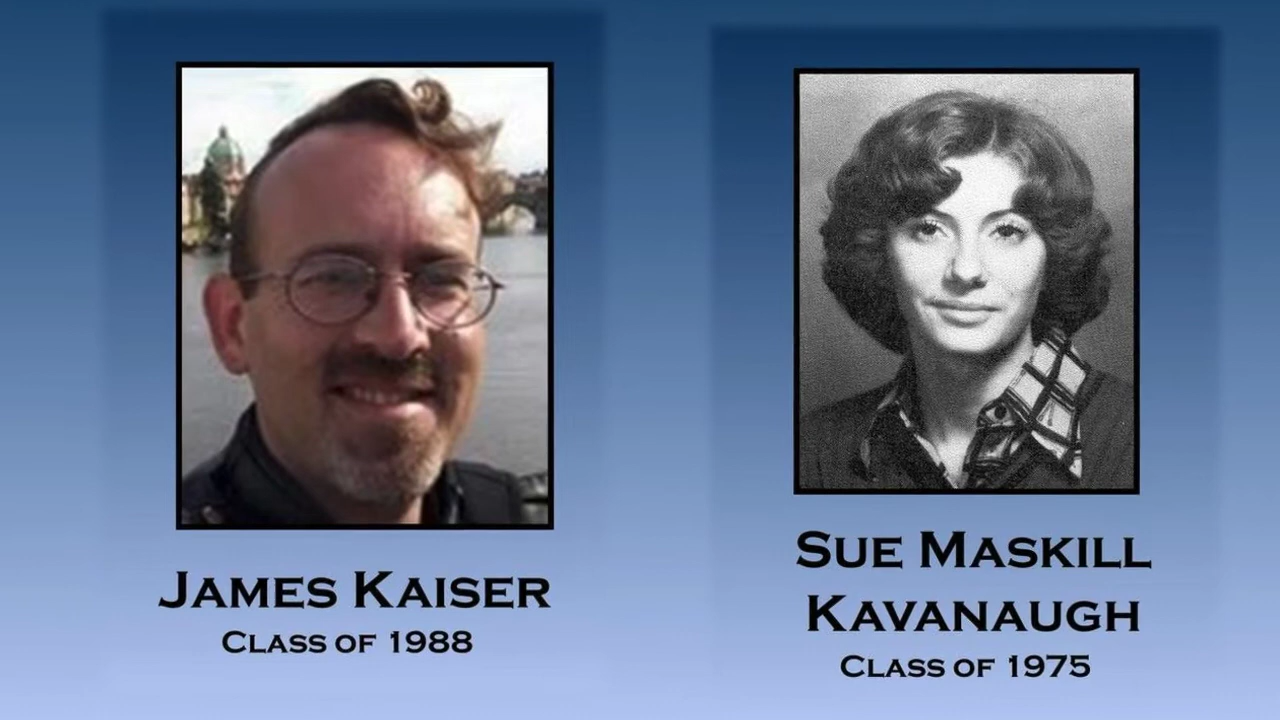 James Kaiser
Class of 1988
Sue Maskill
Kavanaugh
Class of 1975